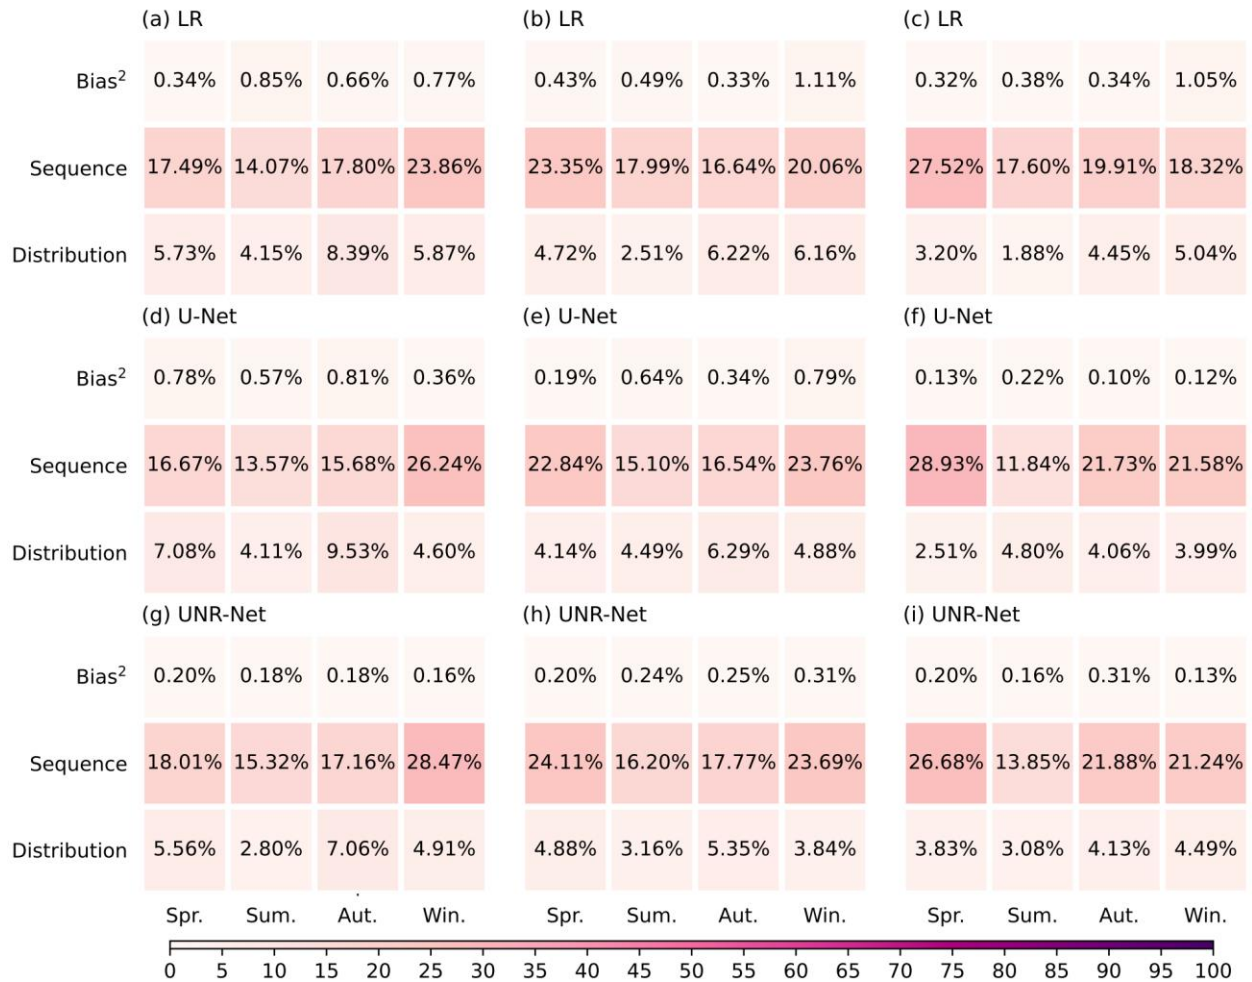 (a) LR (b) LR (c) LR
Bias² 0.34% 0.85% 0.66% 0.77% 0.43% 0.49% 0.33% 1.11% 0.32% 0.38% 0.34% 1.05%
Sequence 17.49% 14.07% 17.80% 23.86% 23.35% 17.99% 16.64% 20.06% 27.52% 17.60% 19.91% 18.32%
Distribution 5.73% 4.15% 8.39% 5.87% 4.72% 2.51% 6.22% 6.16% 3.20% 1.88% 4.45% 5.04%
(d) U-Net (e) U-Net (f) U-Net
Bias² 0.78% 0.57% 0.81% 0.36% 0.19% 0.64% 0.34% 0.79% 0.13% 0.22% 0.10% 0.12%
Sequence 16.67% 13.57% 15.68% 26.24% 22.84% 15.10% 16.54% 23.76% 28.93% 11.84% 21.73% 21.58%
Distribution 7.08% 4.11% 9.53% 4.60% 4.14% 4.49% 6.29% 4.88% 2.51% 4.80% 4.06% 3.99%
(g) UNR-Net (h) UNR-Net (i) UNR-Net
Bias² 0.20% 0.18% 0.18% 0.16% 0.20% 0.24% 0.25% 0.31% 0.20% 0.16% 0.31% 0.13%
Sequence 18.01% 15.32% 17.16% 28.47% 24.11% 16.20% 17.77% 23.69% 26.68% 13.85% 21.88% 21.24%
Distribution 5.56% 2.80% 7.06% 4.91% 4.88% 3.16% 5.35% 3.84% 3.83% 3.08% 4.13% 4.49%
Spr. Sum. Aut. Win. Spr. Sum. Aut. Win. Spr. Sum. Aut. Win.
0 5 10 15 20 25 30 35 40 45 50 55 60 65 70 75 80 85 90 95 100